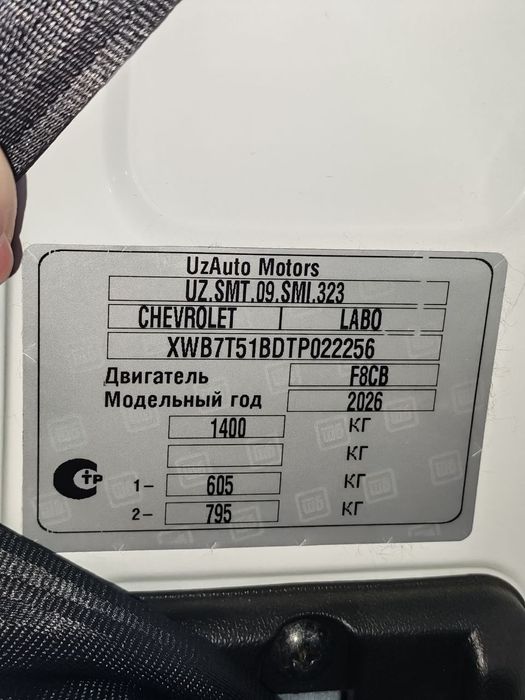 UzAuto Motors
UZ.SMT.09.SMI.323
CHEVROLET LABO
XWB7T51BDTP022256
Двигатель F8CB
Модельный год 2026
1400 КГ
КГ
1– 605 КГ
2– 795 КГ
СТР